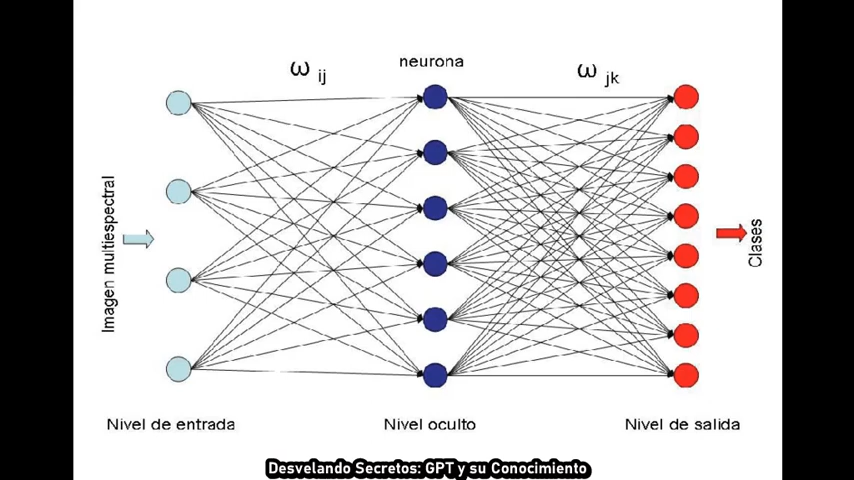 ω ij
neurona
ω jk
Imagen multiespectral
Clases
Nivel de entrada
Nivel oculto
Nivel de salida
Desvelando Secretos: GPT y su Conocimiento